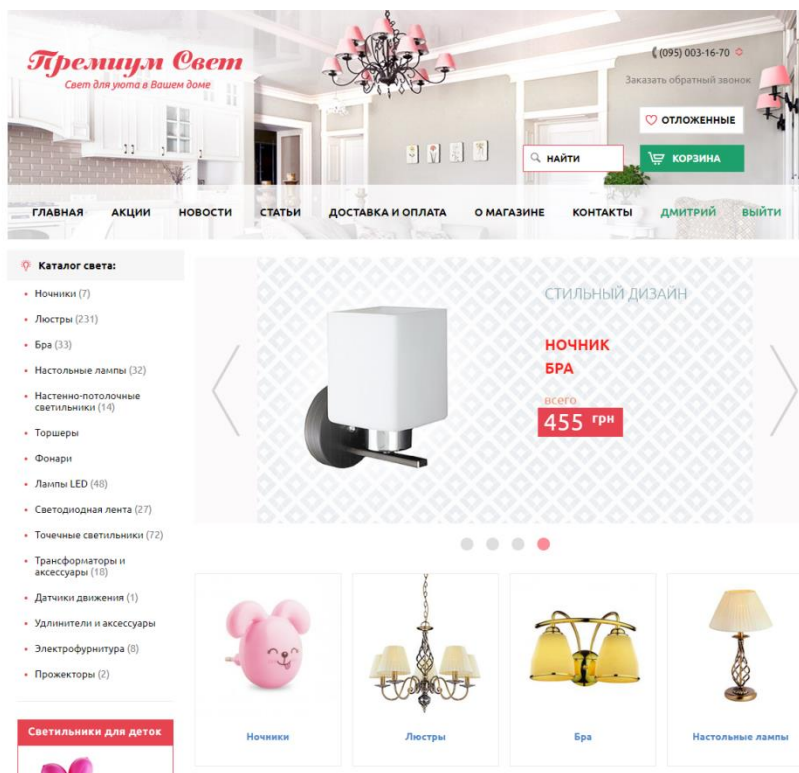 Премиум Свет
Свет для уюта в Вашем доме
(095) 003-16-70
Заказать обратный звонок
ОТЛОЖЕННЫЕ
НАЙТИ
КОРЗИНА
ГЛАВНАЯ АКЦИИ НОВОСТИ СТАТЬИ ДОСТАВКА И ОПЛАТА О МАГАЗИНЕ КОНТАКТЫ ДМИТРИЙ ВЫЙТИ
Каталог света:
Ночники (7)
Люстры (231)
Бра (33)
Настольные лампы (32)
Настенно-потолочные
светильники (14)
Торшеры
Фонари
Лампы LED (48)
Светодиодная лента (27)
Точечные светильники (72)
Трансформаторы и
аксессуары (18)
Датчики движения (1)
Удлинители и аксессуары
Электрофурнитура (8)
Прожекторы (2)
Светильники для деток
СТИЛЬНЫЙ ДИЗАЙН
НОЧНИК
БРА
всего
455 грн
Ночники
Люстры
Бра
Настольные лампы